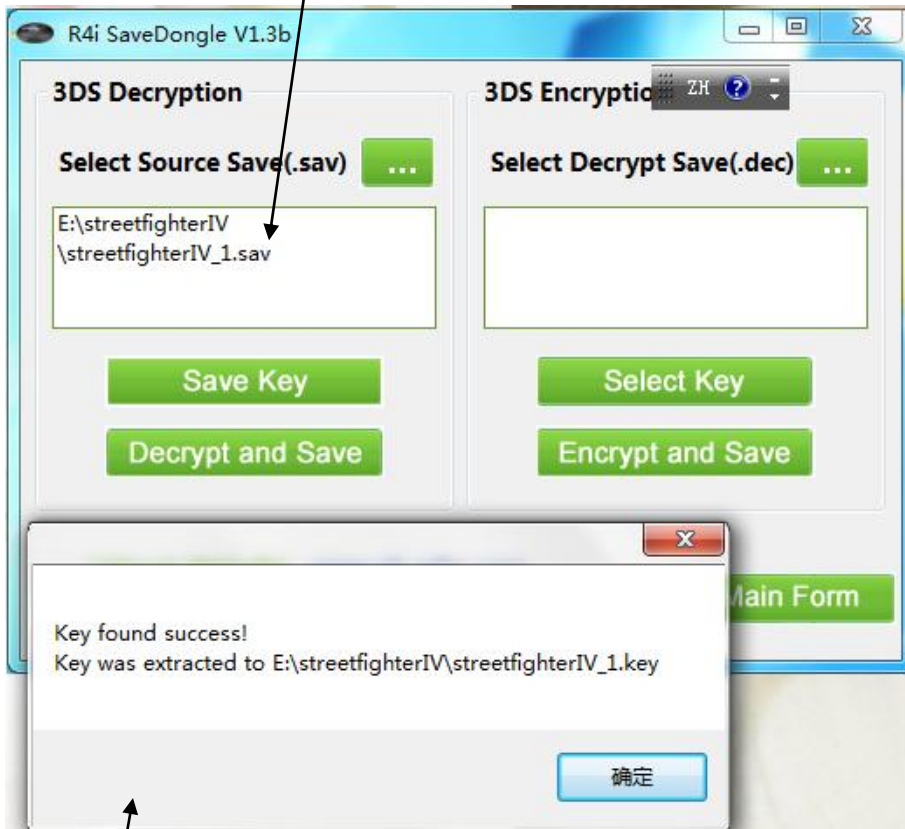 R4i SaveDongle V1.3b
3DS Decryption
Select Source Save(.sav)
...
E:\streetfighterIV
\streetfighterIV_1.sav
Save Key
Decrypt and Save
3DS Encryptio
ZH
?
Select Decrypt Save(.dec)
...
Select Key
Encrypt and Save
Main Form
Key found success!
Key was extracted to E:\streetfighterIV\streetfighterIV_1.key
确定